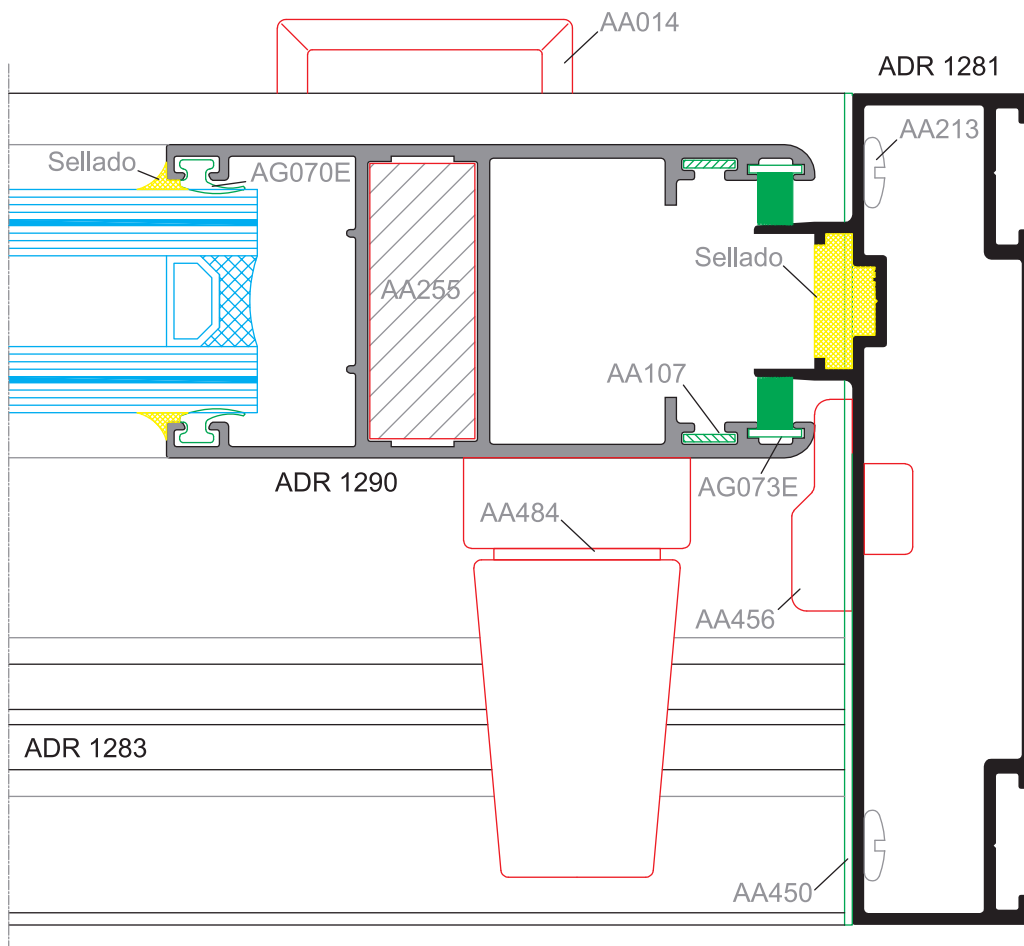 AA014
ADR 1281
AA213
Sellado
AG070E
Sellado
AA255
AA107
ADR 1290
AG073E
AA484
AA456
ADR 1283
AA450